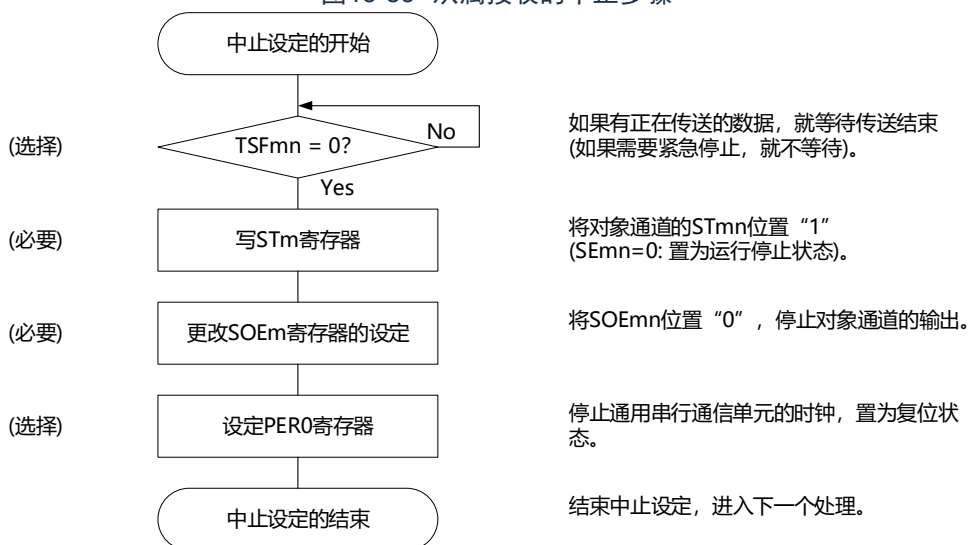 中止设定的开始
(选择)
TSFmn = 0?
No
如果有正在传送的数据，就等待传送结束
(如果需要紧急停止，就不等待)。
Yes
(必要)
写STm寄存器
将对象通道的STmn位置“1”
(SEmn=0: 置为运行停止状态)。
(必要)
更改SOEm寄存器的设定
将SOEmn位置“0”，停止对象通道的输出。
(选择)
设定PER0寄存器
停止通用串行通信单元的时钟，置为复位状
态。
中止设定的结束
结束中止设定，进入下一个处理。